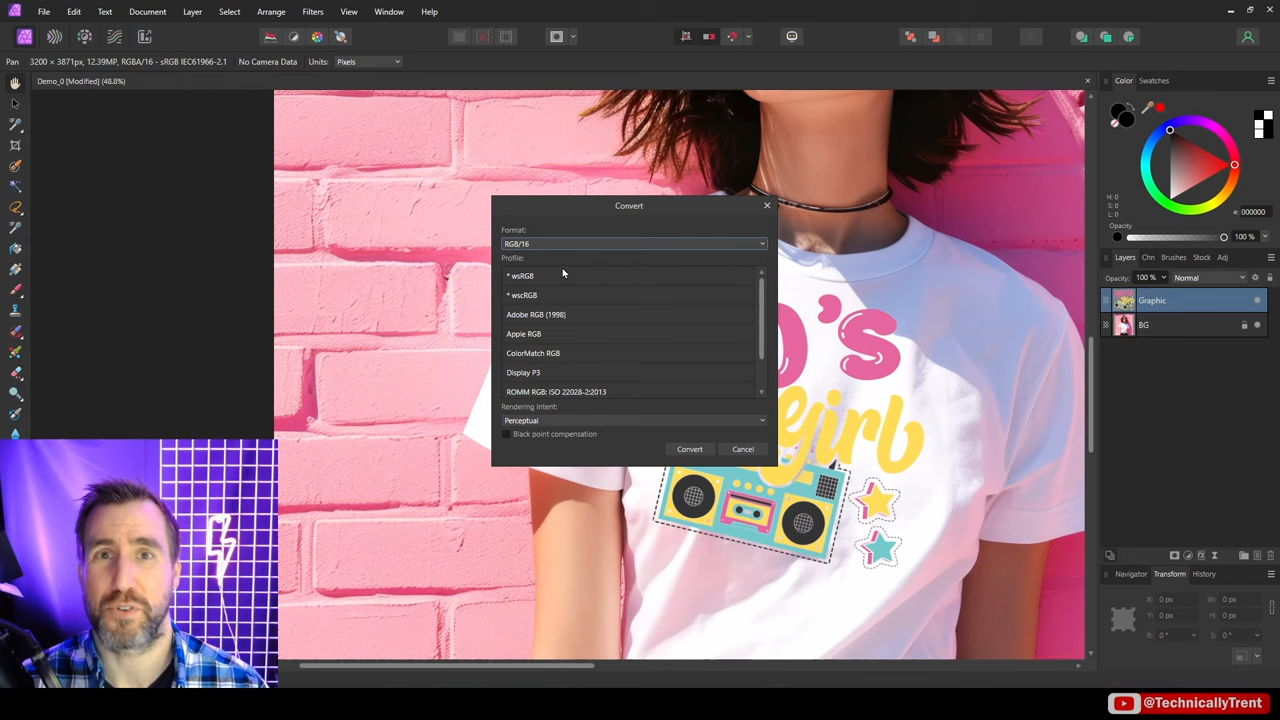 File Edit Text Document Layer Select Arrange Filters View Window Help
Pan 3200 × 3871px, 12.39MP, RGBA/16 - sRGB IEC61966-2.1 No Camera Data Units: Pixels
Demo_0 [Modified] (48.8%)
Color Swatches
H: 0
S: 0
L: 0
#: 000000
Opacity
100 %
Layers Chn Brushes Stock Adj
Opacity: 100 % Normal
Graphic
BG
Convert
Format:
RGB/16
Profile:
* wsRGB
* wscRGB
Adobe RGB (1998)
Apple RGB
ColorMatch RGB
Display P3
ROMM RGB: ISO 22028-2:2013
Rendering Intent:
Perceptual
Black point compensation
Convert Cancel
0's
girl
Navigator Transform History
X: 0 px W: 0 px
Y: 0 px H: 0 px
R: 0 ° S: 0 °
@TechnicallyTrent